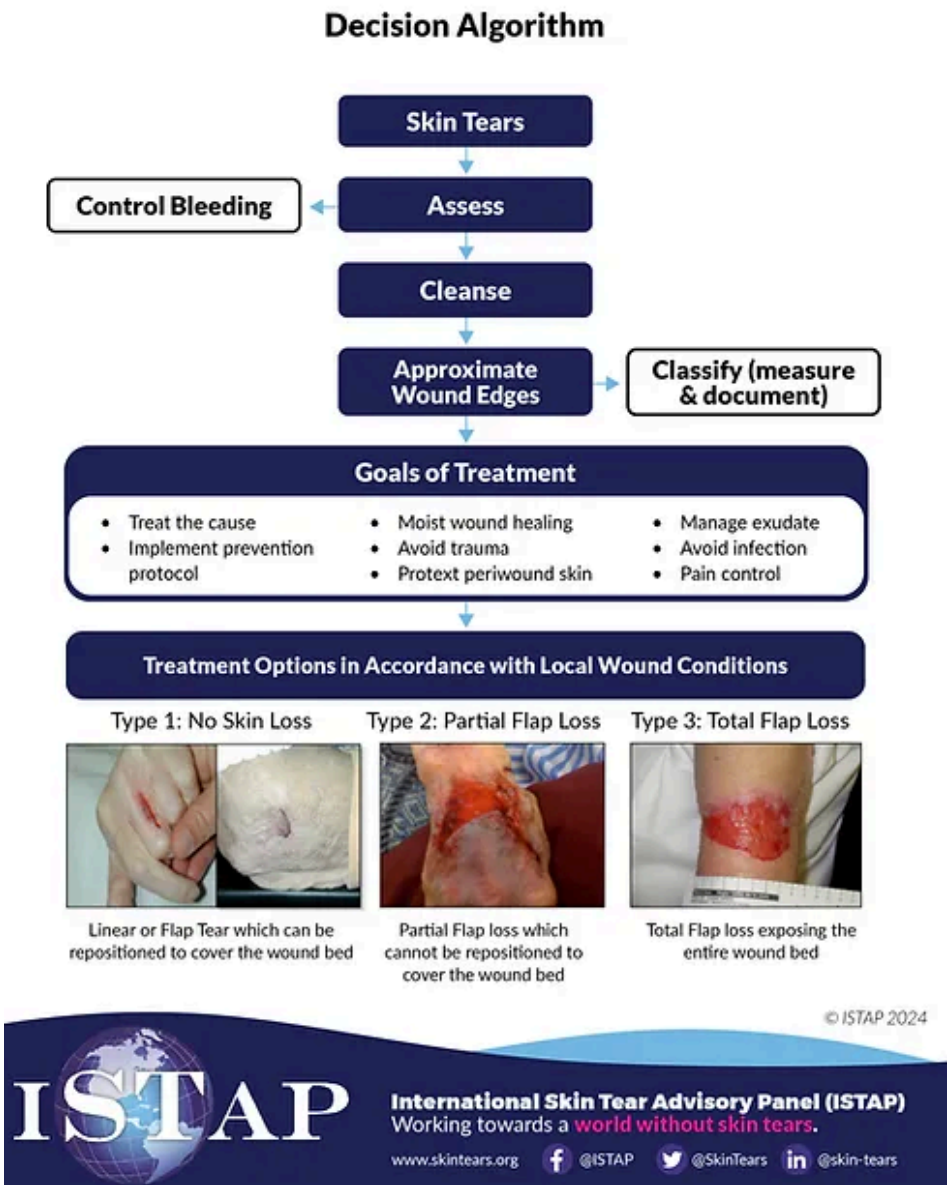 Decision Algorithm
Skin Tears
Control Bleeding
Assess
Cleanse
Approximate
Wound Edges
Classify (measure
& document)
Goals of Treatment
• Treat the cause
• Implement prevention
protocol
• Moist wound healing
• Avoid trauma
• Protext periwound skin
• Manage exudate
• Avoid infection
• Pain control
Treatment Options in Accordance with Local Wound Conditions
Type 1: No Skin Loss
Linear or Flap Tear which can be
repositioned to cover the wound bed
Type 2: Partial Flap Loss
Partial Flap loss which
cannot be repositioned to
cover the wound bed
Type 3: Total Flap Loss
Total Flap loss exposing the
entire wound bed
© ISTAP 2024
ISTAP
International Skin Tear Advisory Panel (ISTAP)
Working towards a world without skin tears.
www.skintears.org f @ISTAP @SkinTears in @skin-tears